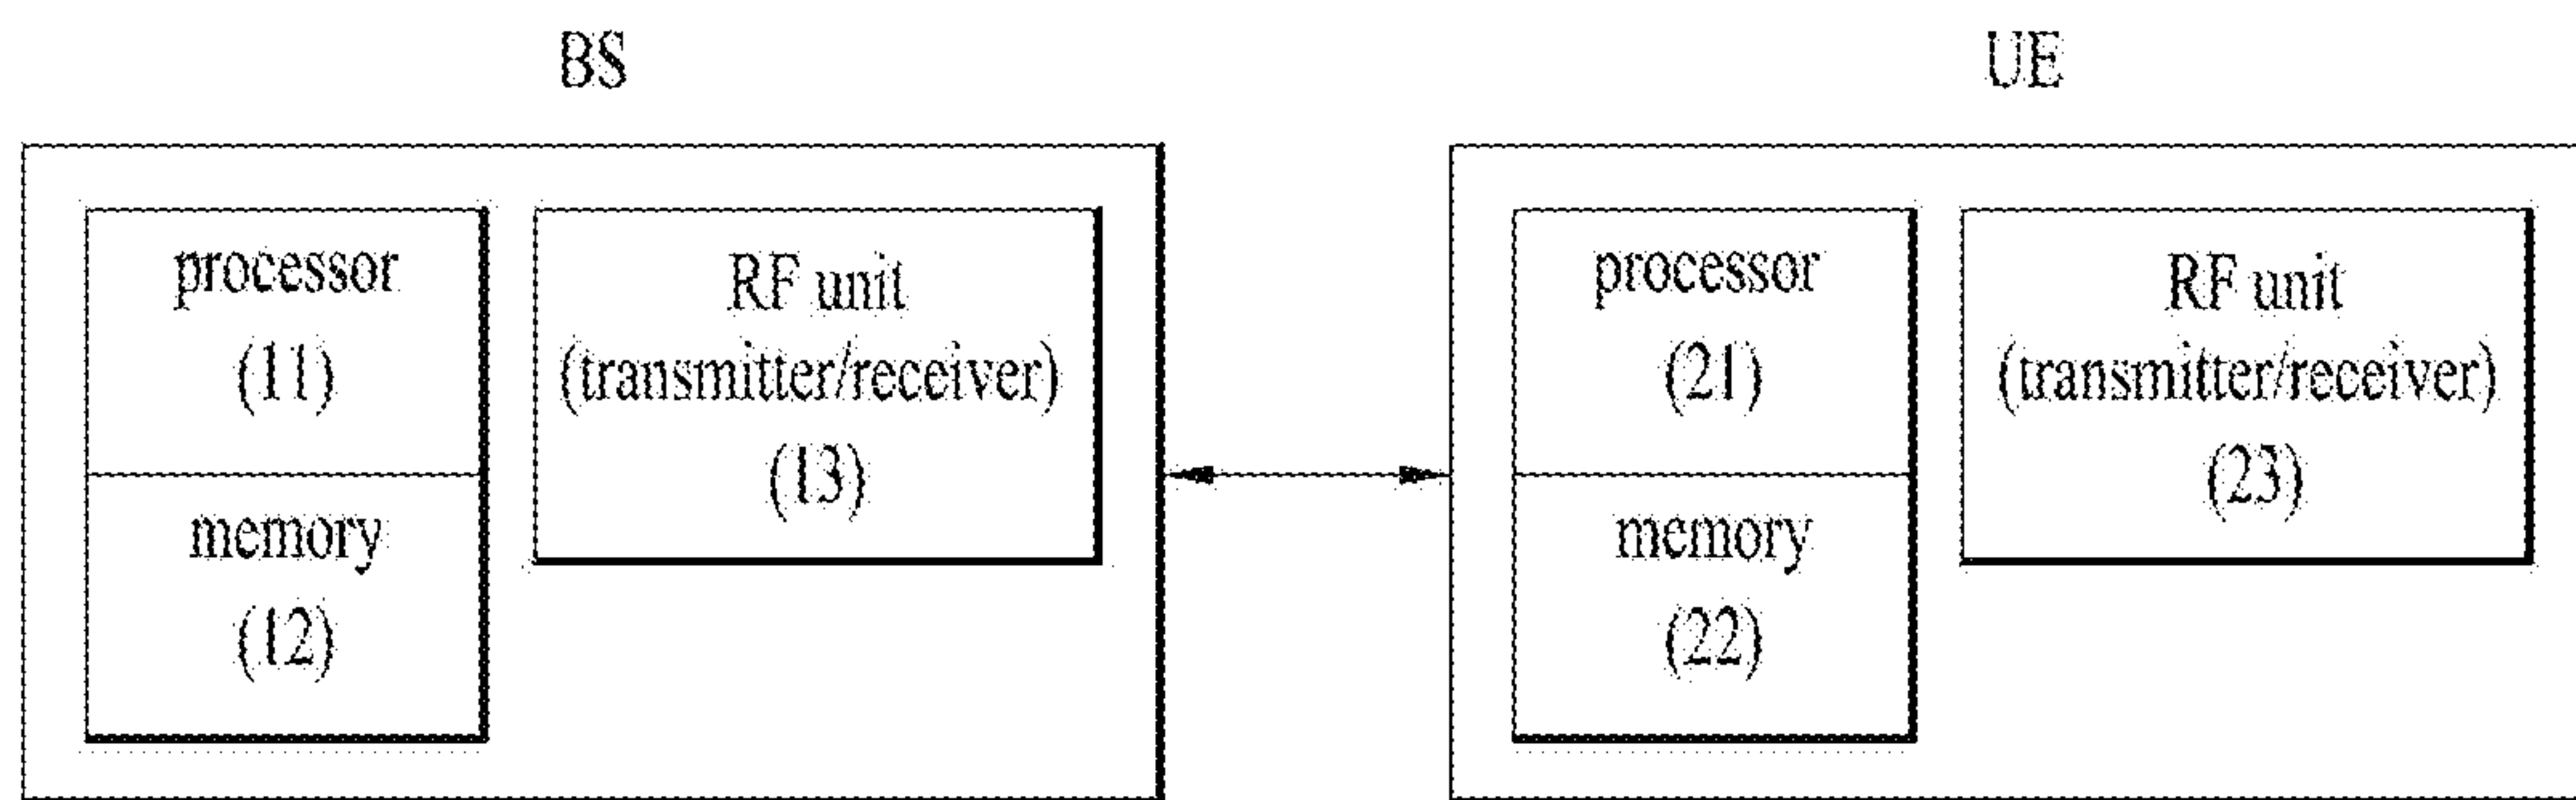 BS
processor
(11)
memory
(12)
RF unit
(transmitter/receiver)
(13)
UE
processor
(21)
memory
(22)
RF unit
(transmitter/receiver)
(23)